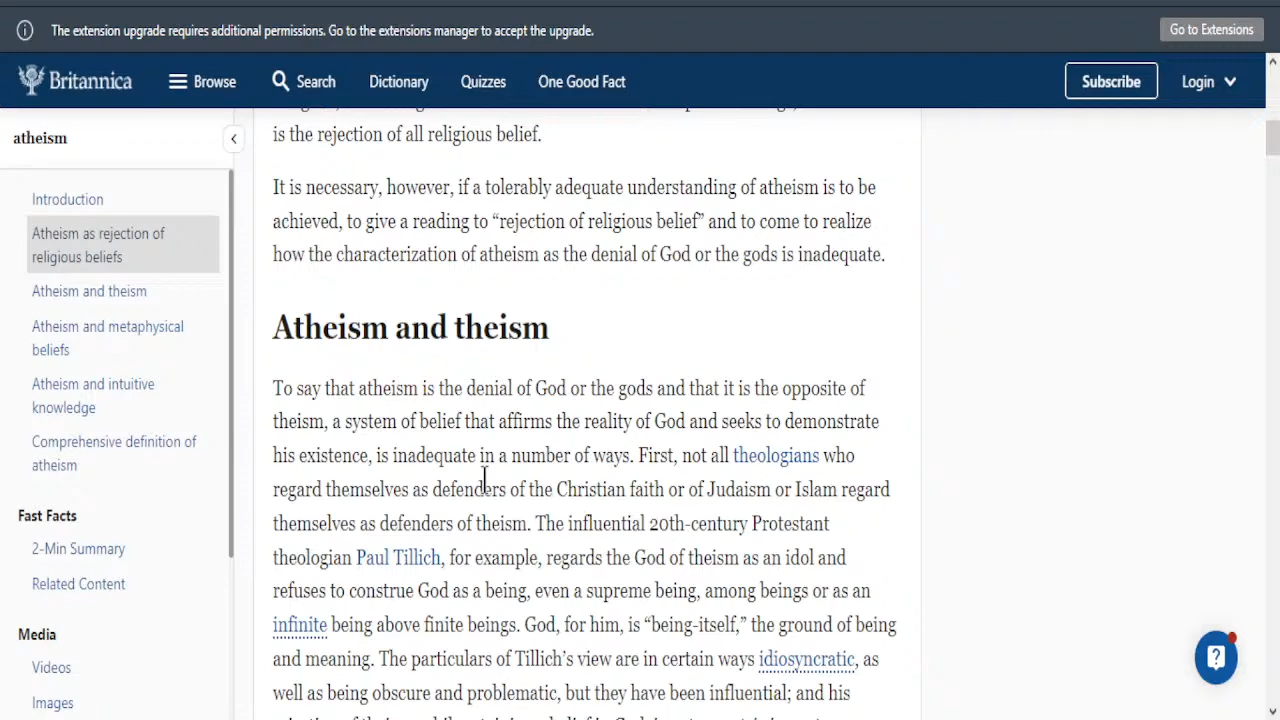 The extension upgrade requires additional permissions. Go to the extensions manager to accept the upgrade.
Go to Extensions
Britannica
Browse
Search
Dictionary
Quizzes
One Good Fact
Subscribe
Login
atheism
Introduction
Atheism as rejection of
religious beliefs
Atheism and theism
Atheism and metaphysical
beliefs
Atheism and intuitive
knowledge
Comprehensive definition of
atheism
Fast Facts
2-Min Summary
Related Content
Media
Videos
Images
is the rejection of all religious belief.
It is necessary, however, if a tolerably adequate understanding of atheism is to be
achieved, to give a reading to “rejection of religious belief” and to come to realize
how the characterization of atheism as the denial of God or the gods is inadequate.
Atheism and theism
To say that atheism is the denial of God or the gods and that it is the opposite of
theism, a system of belief that affirms the reality of God and seeks to demonstrate
his existence, is inadequate in a number of ways. First, not all theologians who
regard themselves as defenders of the Christian faith or of Judaism or Islam regard
themselves as defenders of theism. The influential 20th-century Protestant
theologian Paul Tillich, for example, regards the God of theism as an idol and
refuses to construe God as a being, even a supreme being, among beings or as an
infinite being above finite beings. God, for him, is “being-itself,” the ground of being
and meaning. The particulars of Tillich’s view are in certain ways idiosyncratic, as
well as being obscure and problematic, but they have been influential; and his